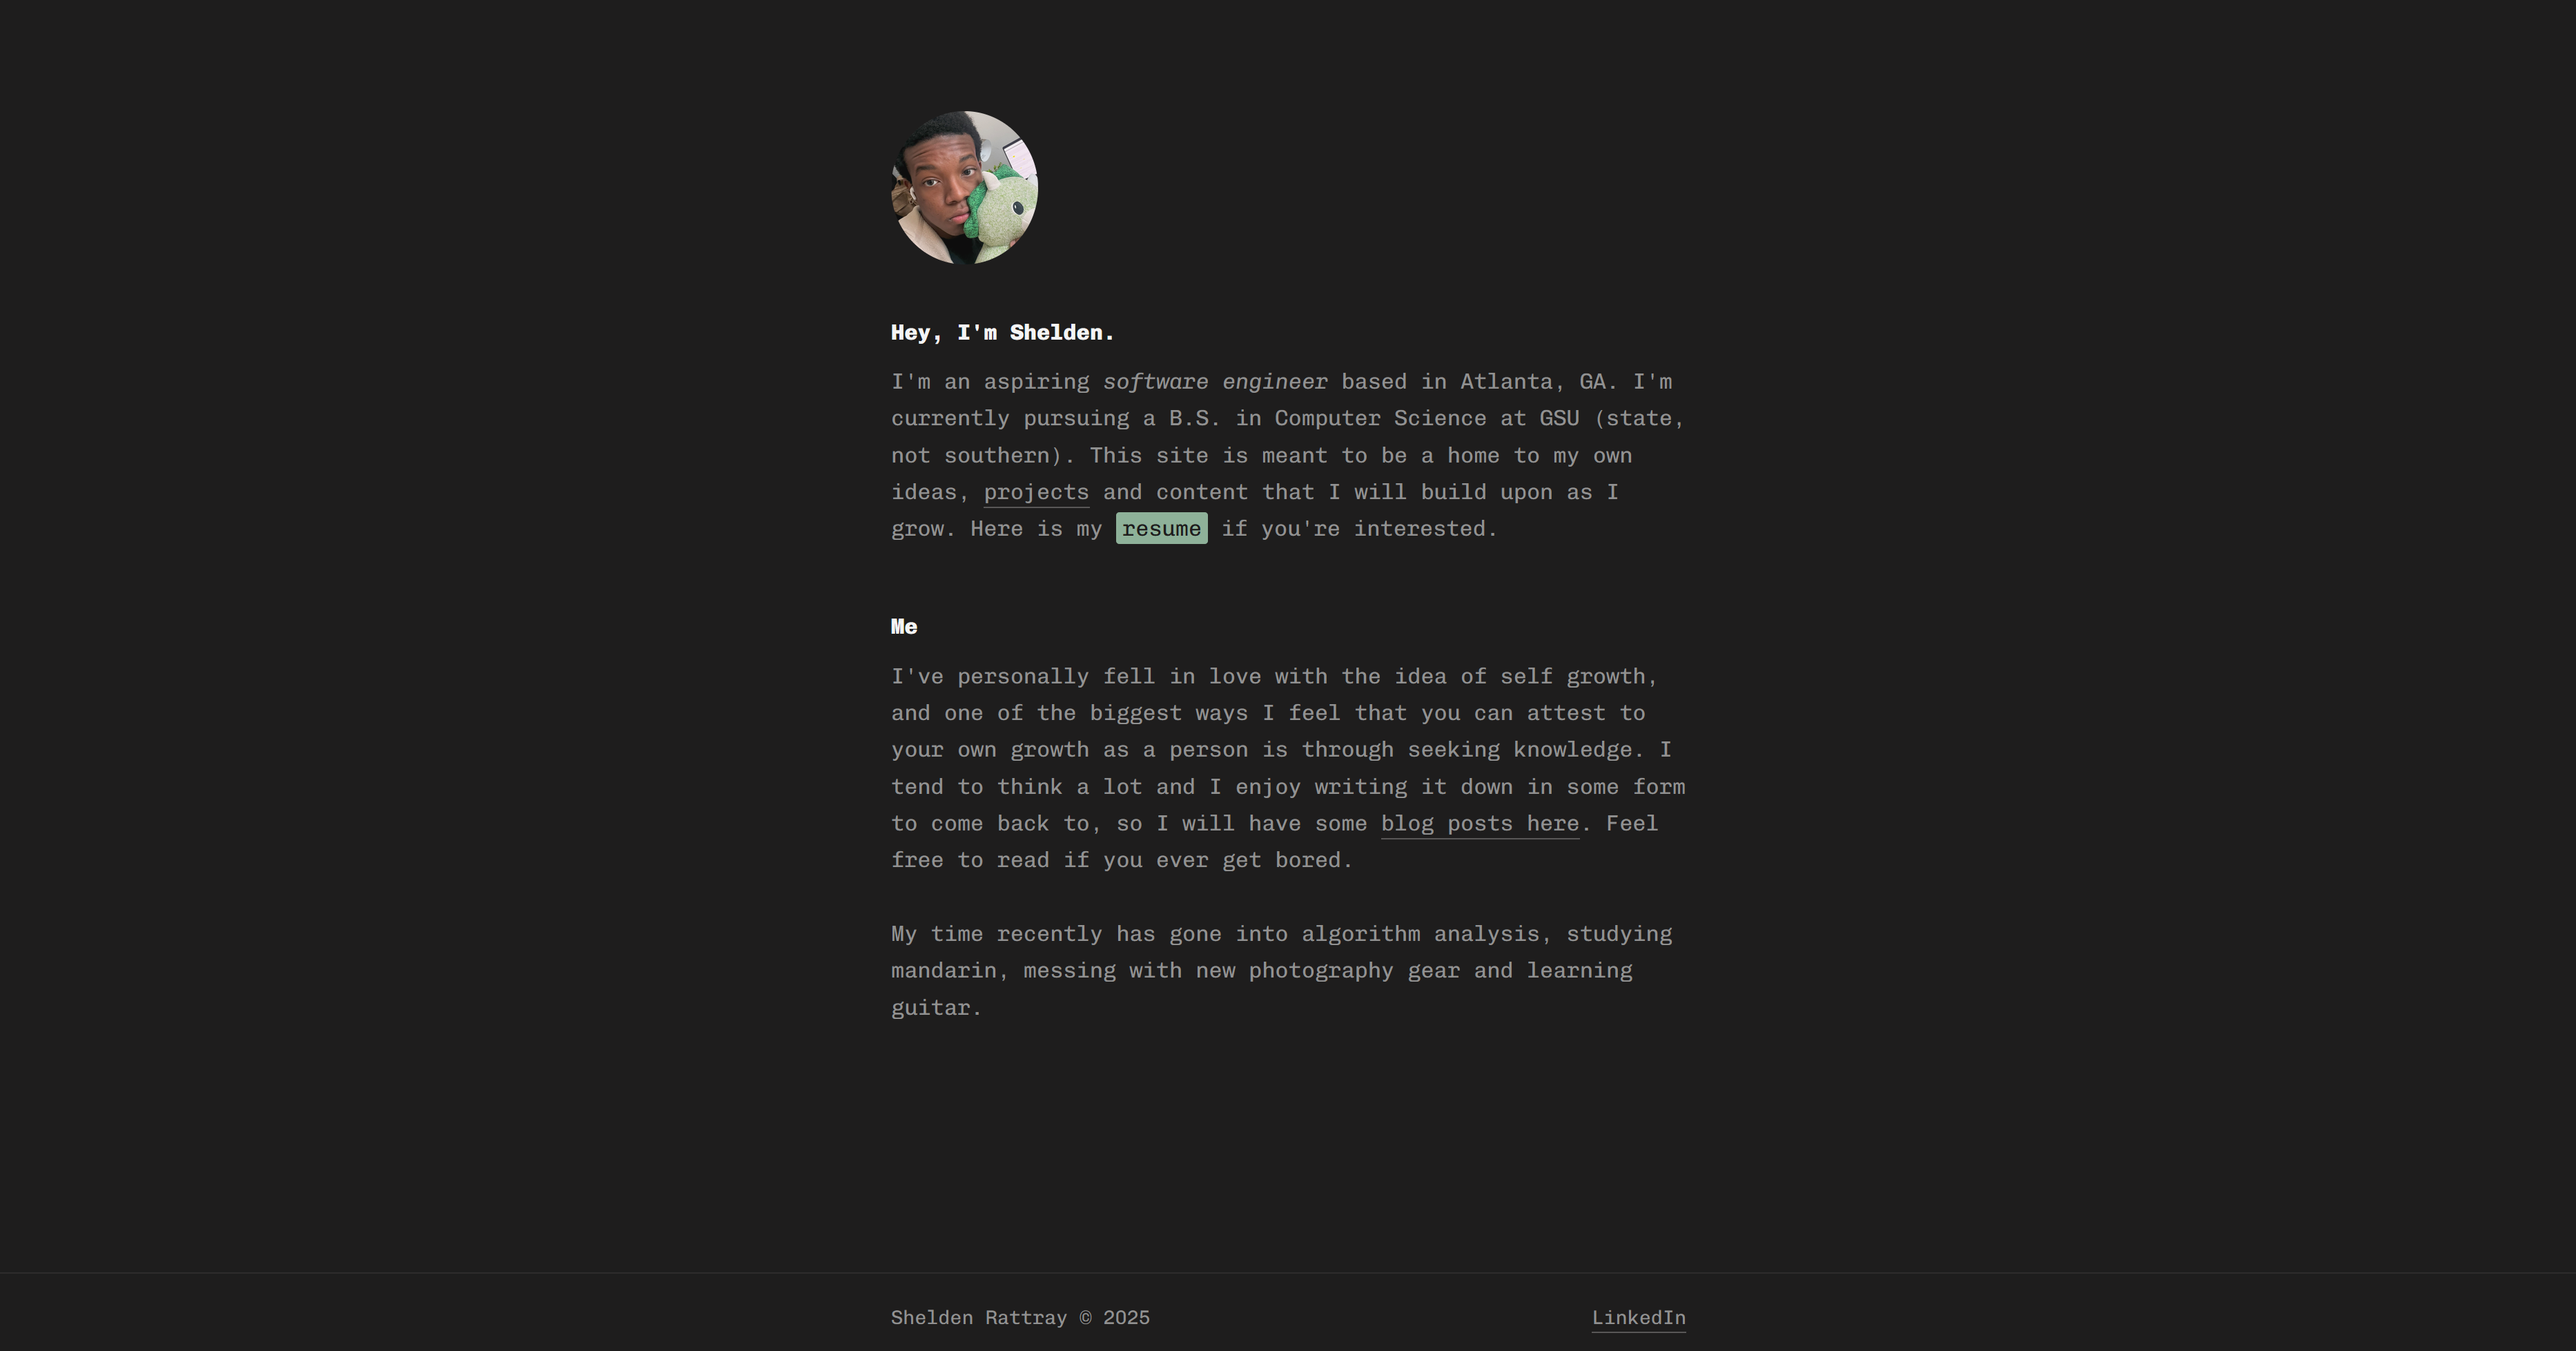 Hey, I'm Shelden.
I'm an aspiring software engineer based in Atlanta, GA. I'm
currently pursuing a B.S. in Computer Science at GSU (state,
not southern). This site is meant to be a home to my own
ideas, projects and content that I will build upon as I
grow. Here is my resume if you're interested.
Me
I've personally fell in love with the idea of self growth,
and one of the biggest ways I feel that you can attest to
your own growth as a person is through seeking knowledge. I
tend to think a lot and I enjoy writing it down in some form
to come back to, so I will have some blog posts here. Feel
free to read if you ever get bored.
My time recently has gone into algorithm analysis, studying
mandarin, messing with new photography gear and learning
guitar.
Shelden Rattray © 2025
LinkedIn